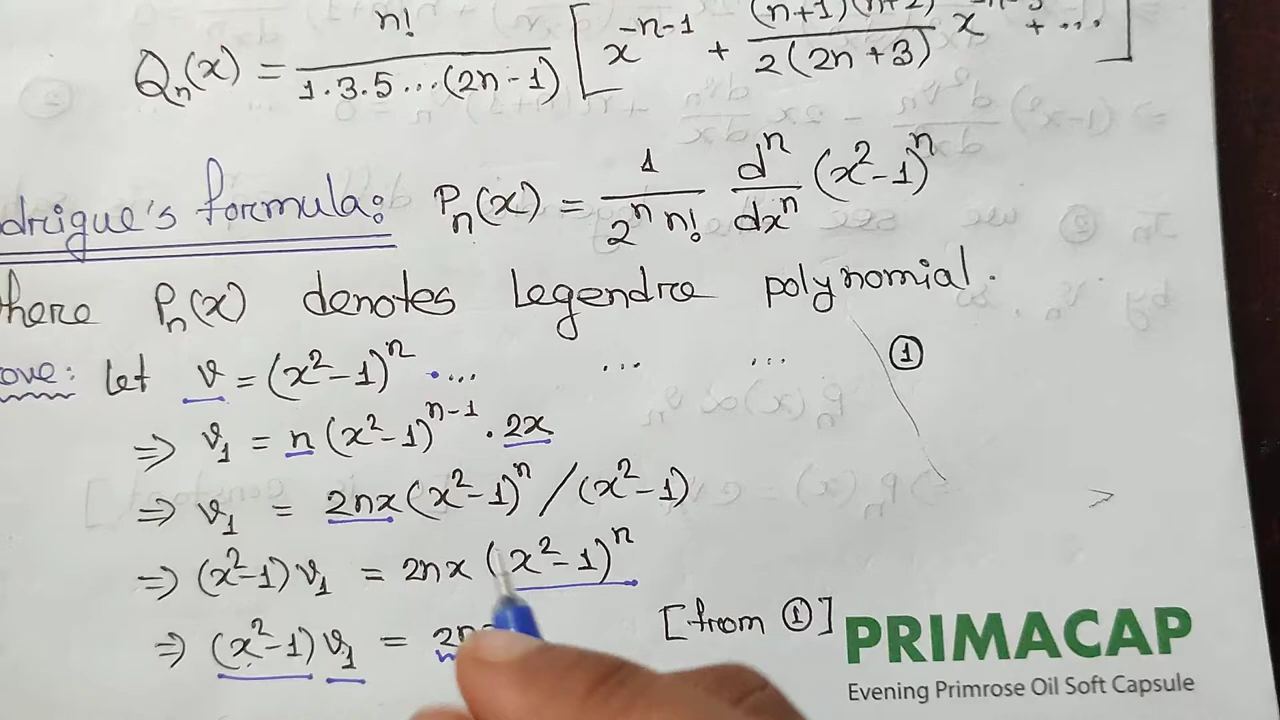 Qn(x) = n! / 1.3.5...(2n-1) [ x^{-n-1} + (n+1)(n+2) / 2(2n+3) x + ... ]
drigue's formula: Pn(x) = 1 / 2^n n! d^n / dx^n (x²-1)^n
here Pn(x) denotes Legendre polynomial.
ove: Let v = (x²-1)^n ... ... ... ①
⇒ v₁ = n (x²-1)^{n-1} . 2x
⇒ v₁ = 2nx (x²-1)^n / (x²-1)
⇒ (x²-1) v₁ = 2nx (x²-1)^n
⇒ (x²-1) v₁ = 2n [from ①]
PRIMACAP
Evening Primrose Oil Soft Capsule